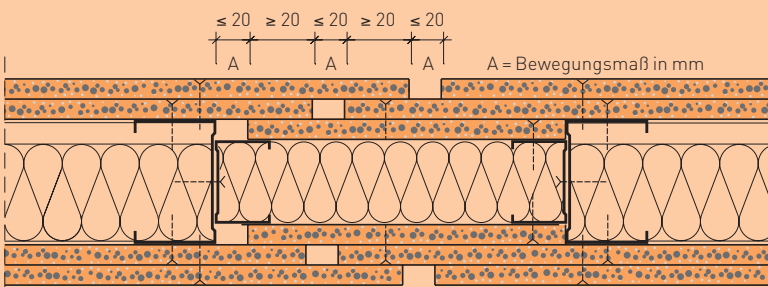 ≤ 20 ≥ 20 ≤ 20 ≥ 20 ≤ 20
A A A A = Bewegungsmaß in mm